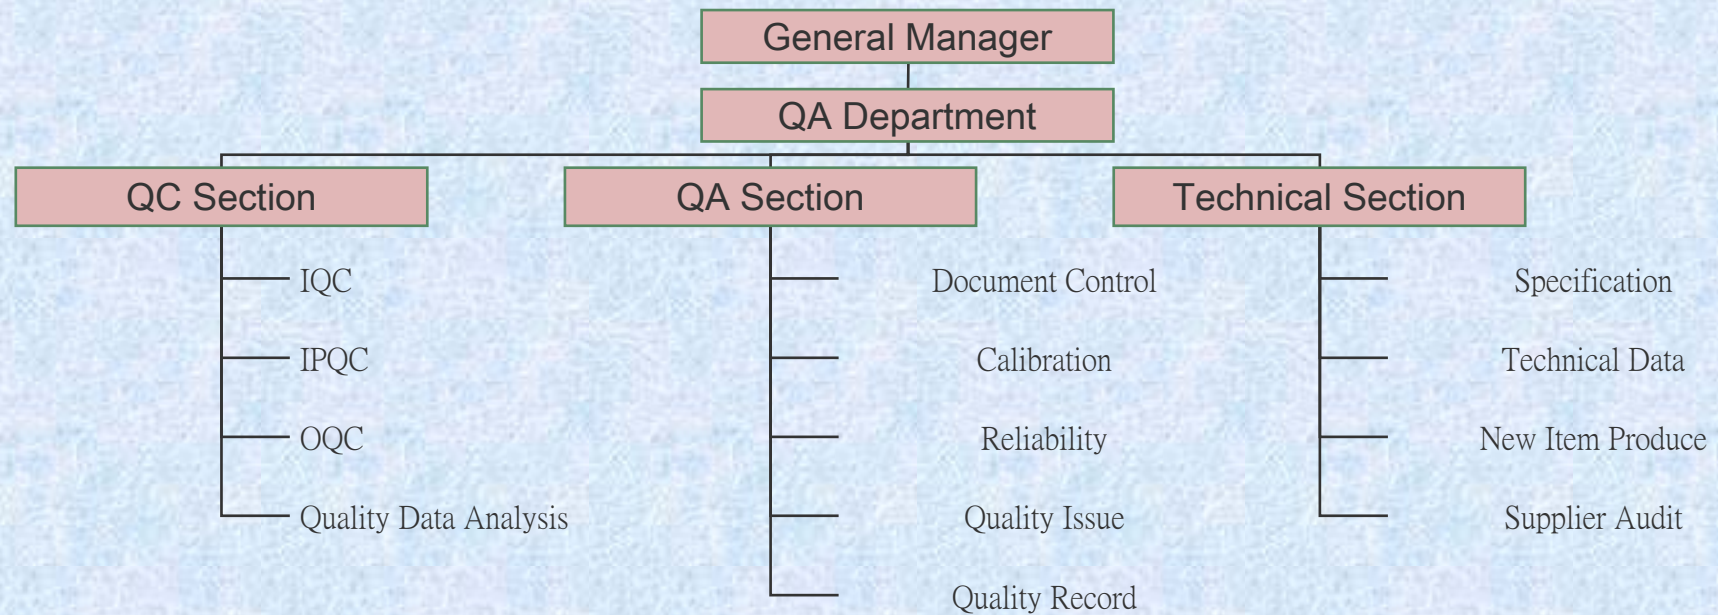 General Manager
QA Department
QC Section
QA Section
Technical Section
IQC
IPQC
OQC
Quality Data Analysis
Document Control
Calibration
Reliability
Quality Issue
Quality Record
Specification
Technical Data
New Item Produce
Supplier Audit